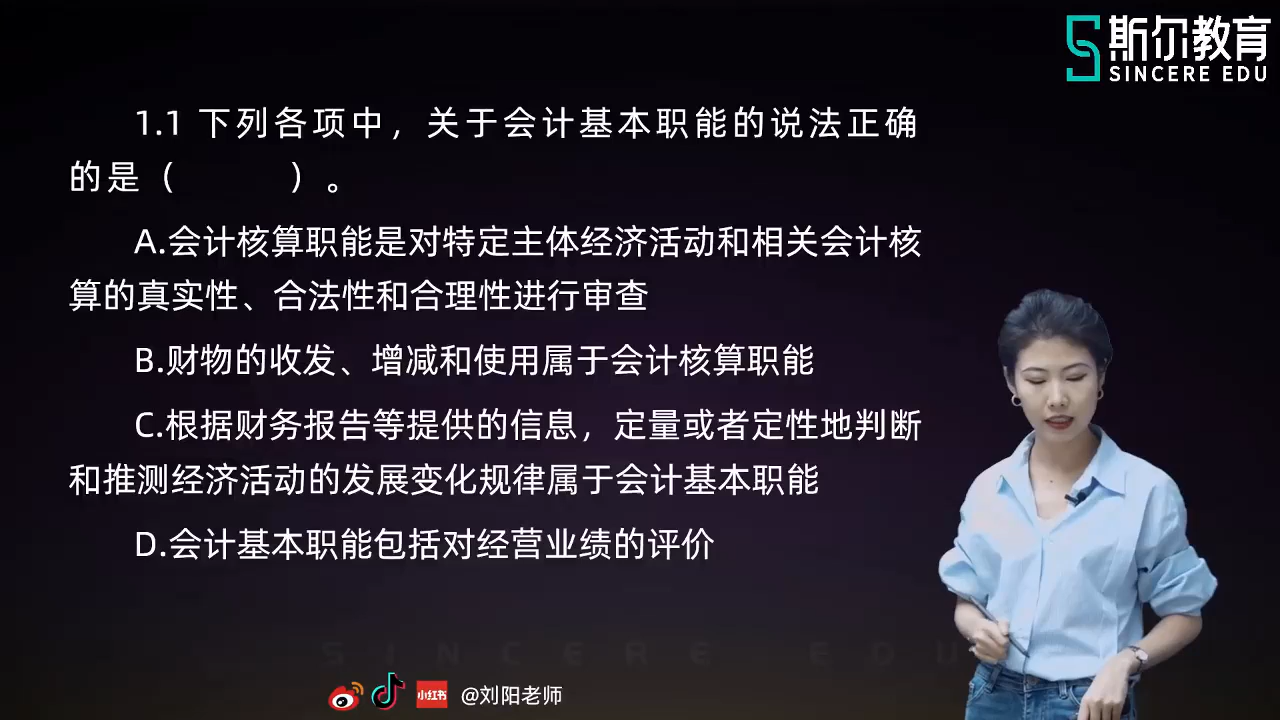 斯尔教育
SINCERE EDU
1.1 下列各项中，关于会计基本职能的说法正确
的是（　　　）。
A.会计核算职能是对特定主体经济活动和相关会计核
算的真实性、合法性和合理性进行审查
B.财物的收发、增减和使用属于会计核算职能
C.根据财务报告等提供的信息，定量或者定性地判断
和推测经济活动的发展变化规律属于会计基本职能
D.会计基本职能包括对经营业绩的评价
SINCERE EDU
小红书 @刘阳老师